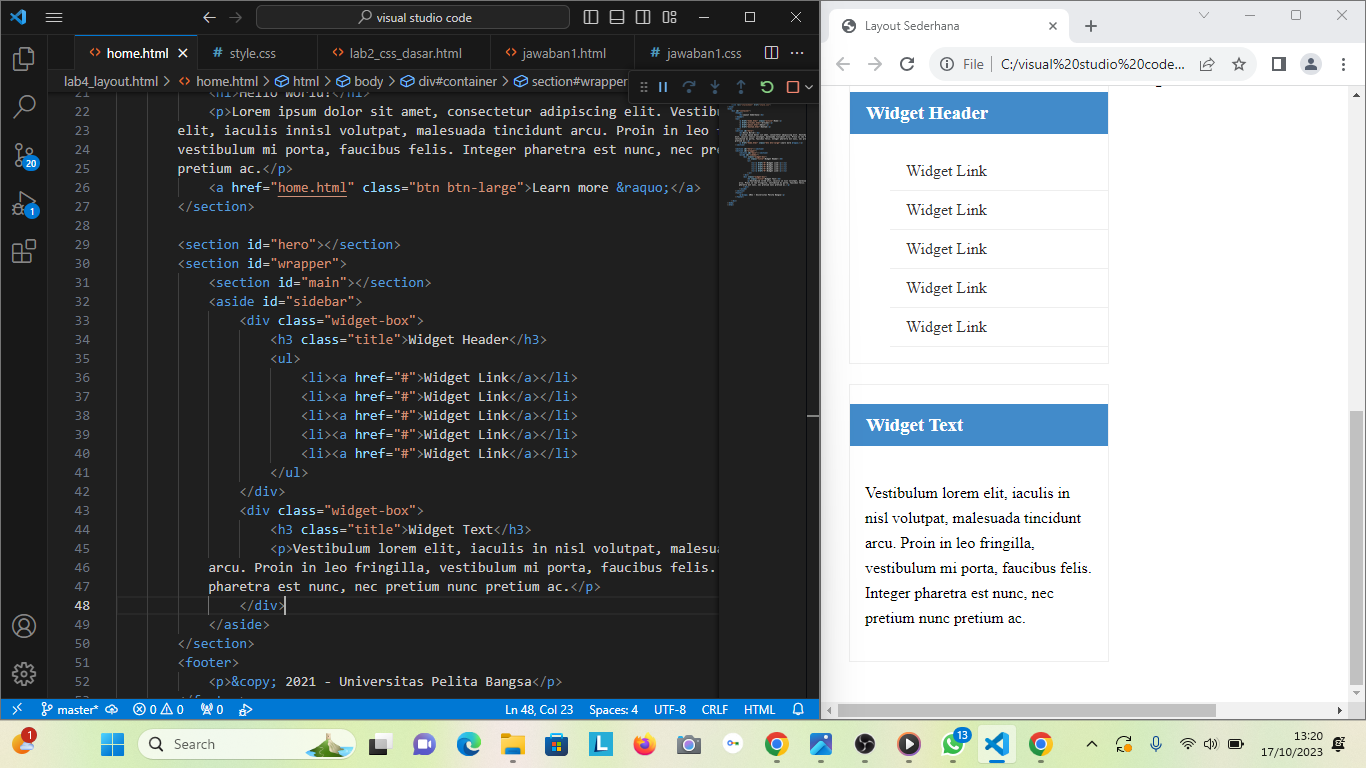 visual studio code
home.html
style.css
lab2_css_dasar.html
jawaban1.html
jawaban1.css
lab4_layout.html > home.html > html > body > div#container > section#wrapper
22 <p>Lorem ipsum dolor sit amet, consectetur adipiscing elit. Vestib
23 elit, iaculis innisl volutpat, malesuada tincidunt arcu. Proin in leo
24 vestibulum mi porta, faucibus felis. Integer pharetra est nunc, nec pr
25 pretium ac.</p>
26 <a href="home.html" class="btn btn-large">Learn more &raquo;</a>
27 </section>
28
29 <section id="hero"></section>
30 <section id="wrapper">
31 <section id="main"></section>
32 <aside id="sidebar">
33 <div class="widget-box">
34 <h3 class="title">Widget Header</h3>
35 <ul>
36 <li><a href="#">Widget Link</a></li>
37 <li><a href="#">Widget Link</a></li>
38 <li><a href="#">Widget Link</a></li>
39 <li><a href="#">Widget Link</a></li>
40 <li><a href="#">Widget Link</a></li>
41 </ul>
42 </div>
43 <div class="widget-box">
44 <h3 class="title">Widget Text</h3>
45 <p>Vestibulum lorem elit, iaculis in nisl volutpat, malesu
46 arcu. Proin in leo fringilla, vestibulum mi porta, faucibus felis.
47 pharetra est nunc, nec pretium nunc pretium ac.</p>
48 </div>
49 </aside>
50 </section>
51 <footer>
52 <p>&copy; 2021 - Universitas Pelita Bangsa</p>
20
1
master*
0
0
0
Ln 48, Col 23
Spaces: 4
UTF-8
CRLF
HTML
Layout Sederhana
File | C:/visual%20studio%20code...
Widget Header
Widget Link
Widget Link
Widget Link
Widget Link
Widget Link
Widget Text
Vestibulum lorem elit, iaculis in
nisl volutpat, malesuada tincidunt
arcu. Proin in leo fringilla,
vestibulum mi porta, faucibus felis.
Integer pharetra est nunc, nec
pretium nunc pretium ac.
1
Search
L
13
13:20
17/10/2023